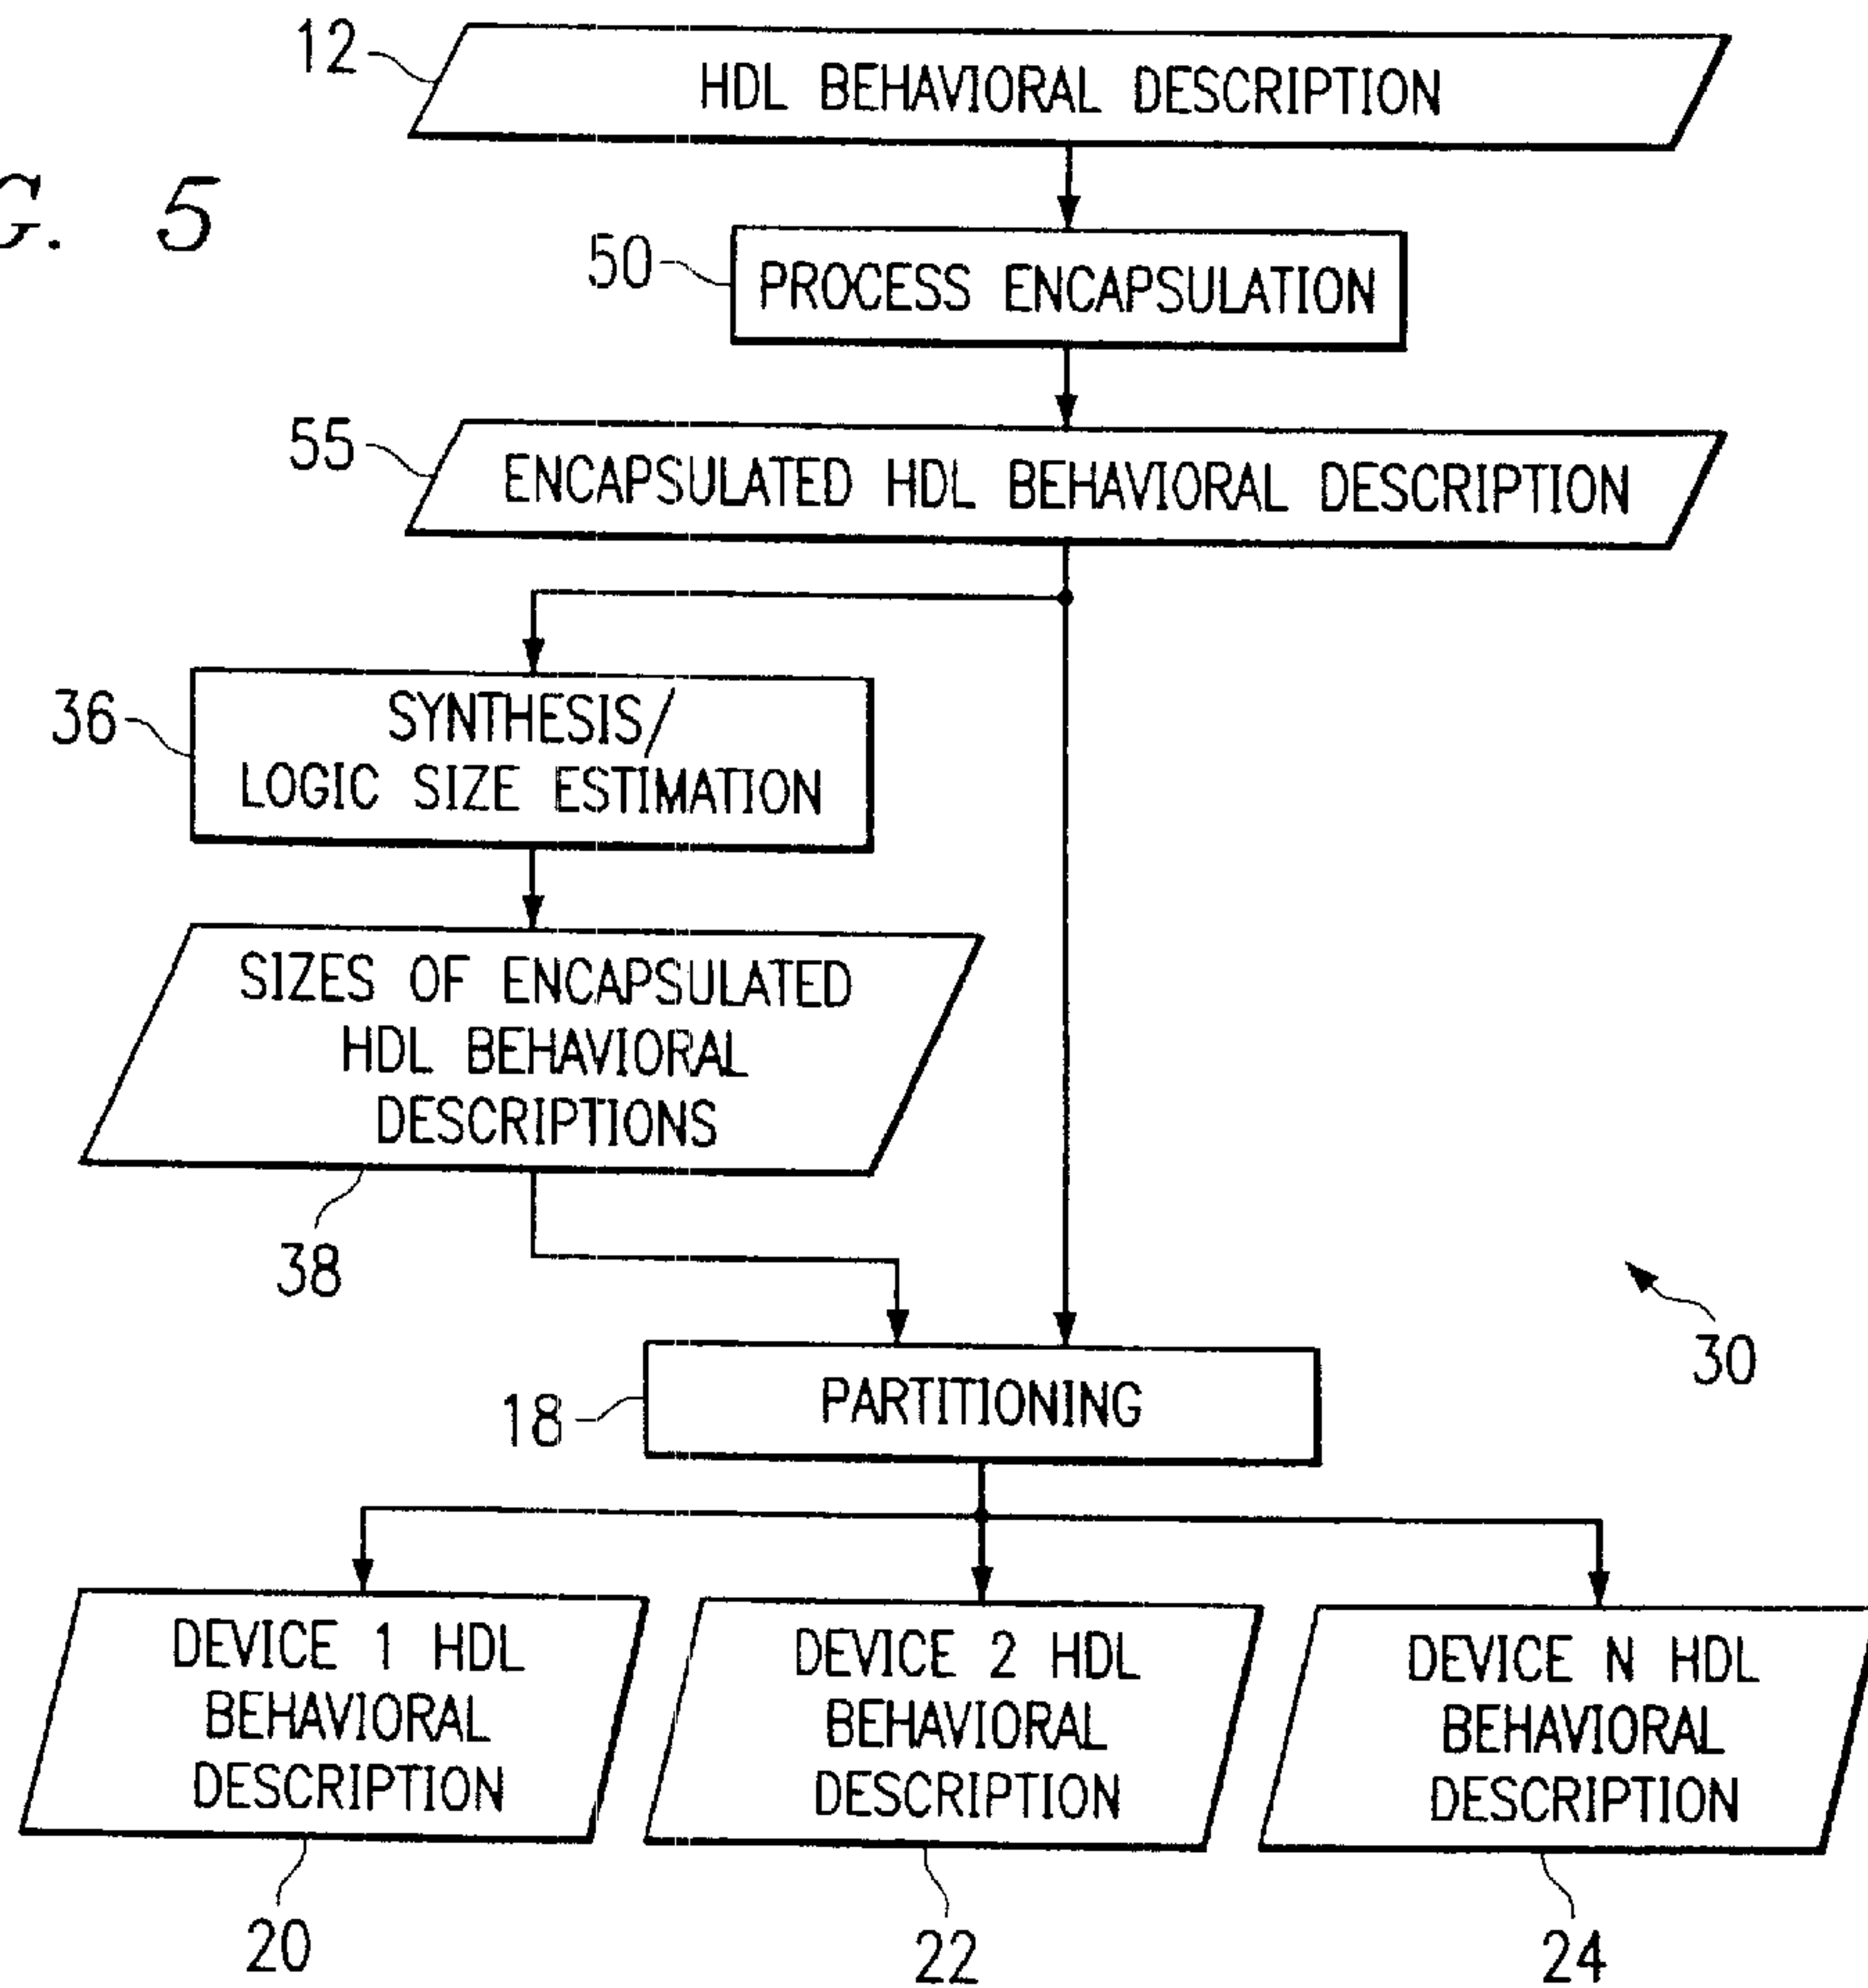 12
HDL BEHAVIORAL DESCRIPTION
G. 5
50
PROCESS ENCAPSULATION
55
ENCAPSULATED HDL BEHAVIORAL DESCRIPTION
36
SYNTHESIS/
LOGIC SIZE ESTIMATION
SIZES OF ENCAPSULATED
HDL BEHAVIORAL
DESCRIPTIONS
38
30
18
PARTITIONING
DEVICE 1 HDL
BEHAVIORAL
DESCRIPTION
DEVICE 2 HDL
BEHAVIORAL
DESCRIPTION
DEVICE N HDL
BEHAVIORAL
DESCRIPTION
20
22
24